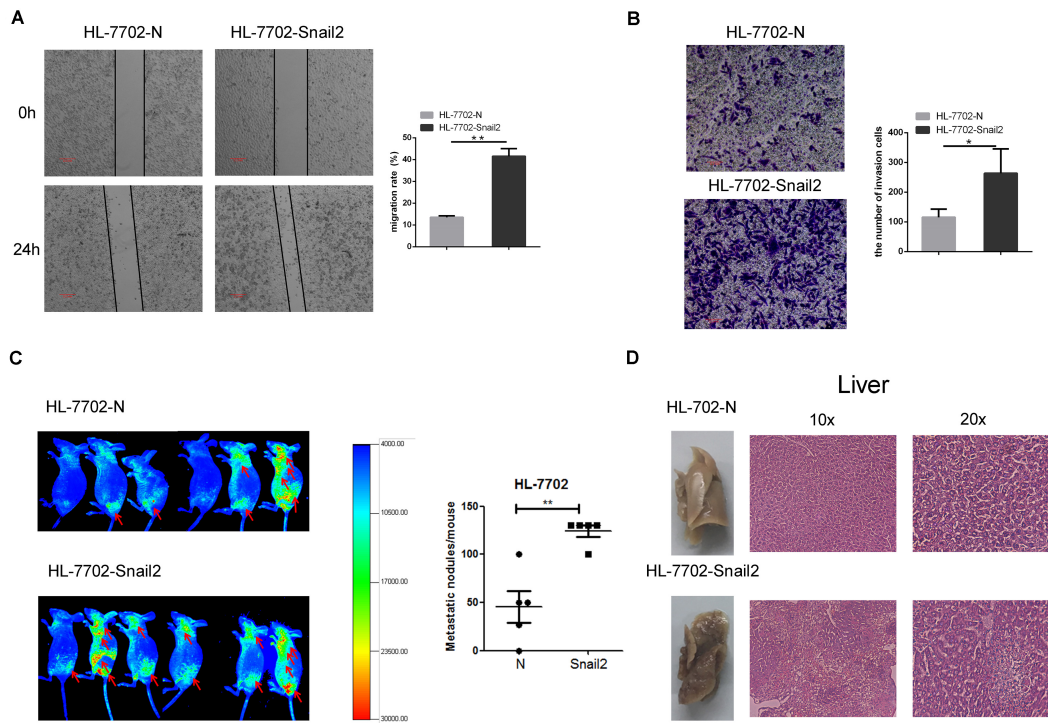 A
HL-7702-N
HL-7702-Snail2
0h
24h
HL-7702-N
HL-7702-Snail2
**
50
40
30
20
10
0
migration rate (%)
B
HL-7702-N
HL-7702-Snail2
HL-7702-N
HL-7702-Snail2
*
400
300
200
100
0
the number of invasion cells
C
HL-7702-N
HL-7702-Snail2
4000.00
10500.00
17000.00
23500.00
30000.00
HL-7702
**
150
100
50
0
Metastatic nodules/mouse
N
Snail2
D
Liver
HL-702-N
10x
20x
HL-7702-Snail2